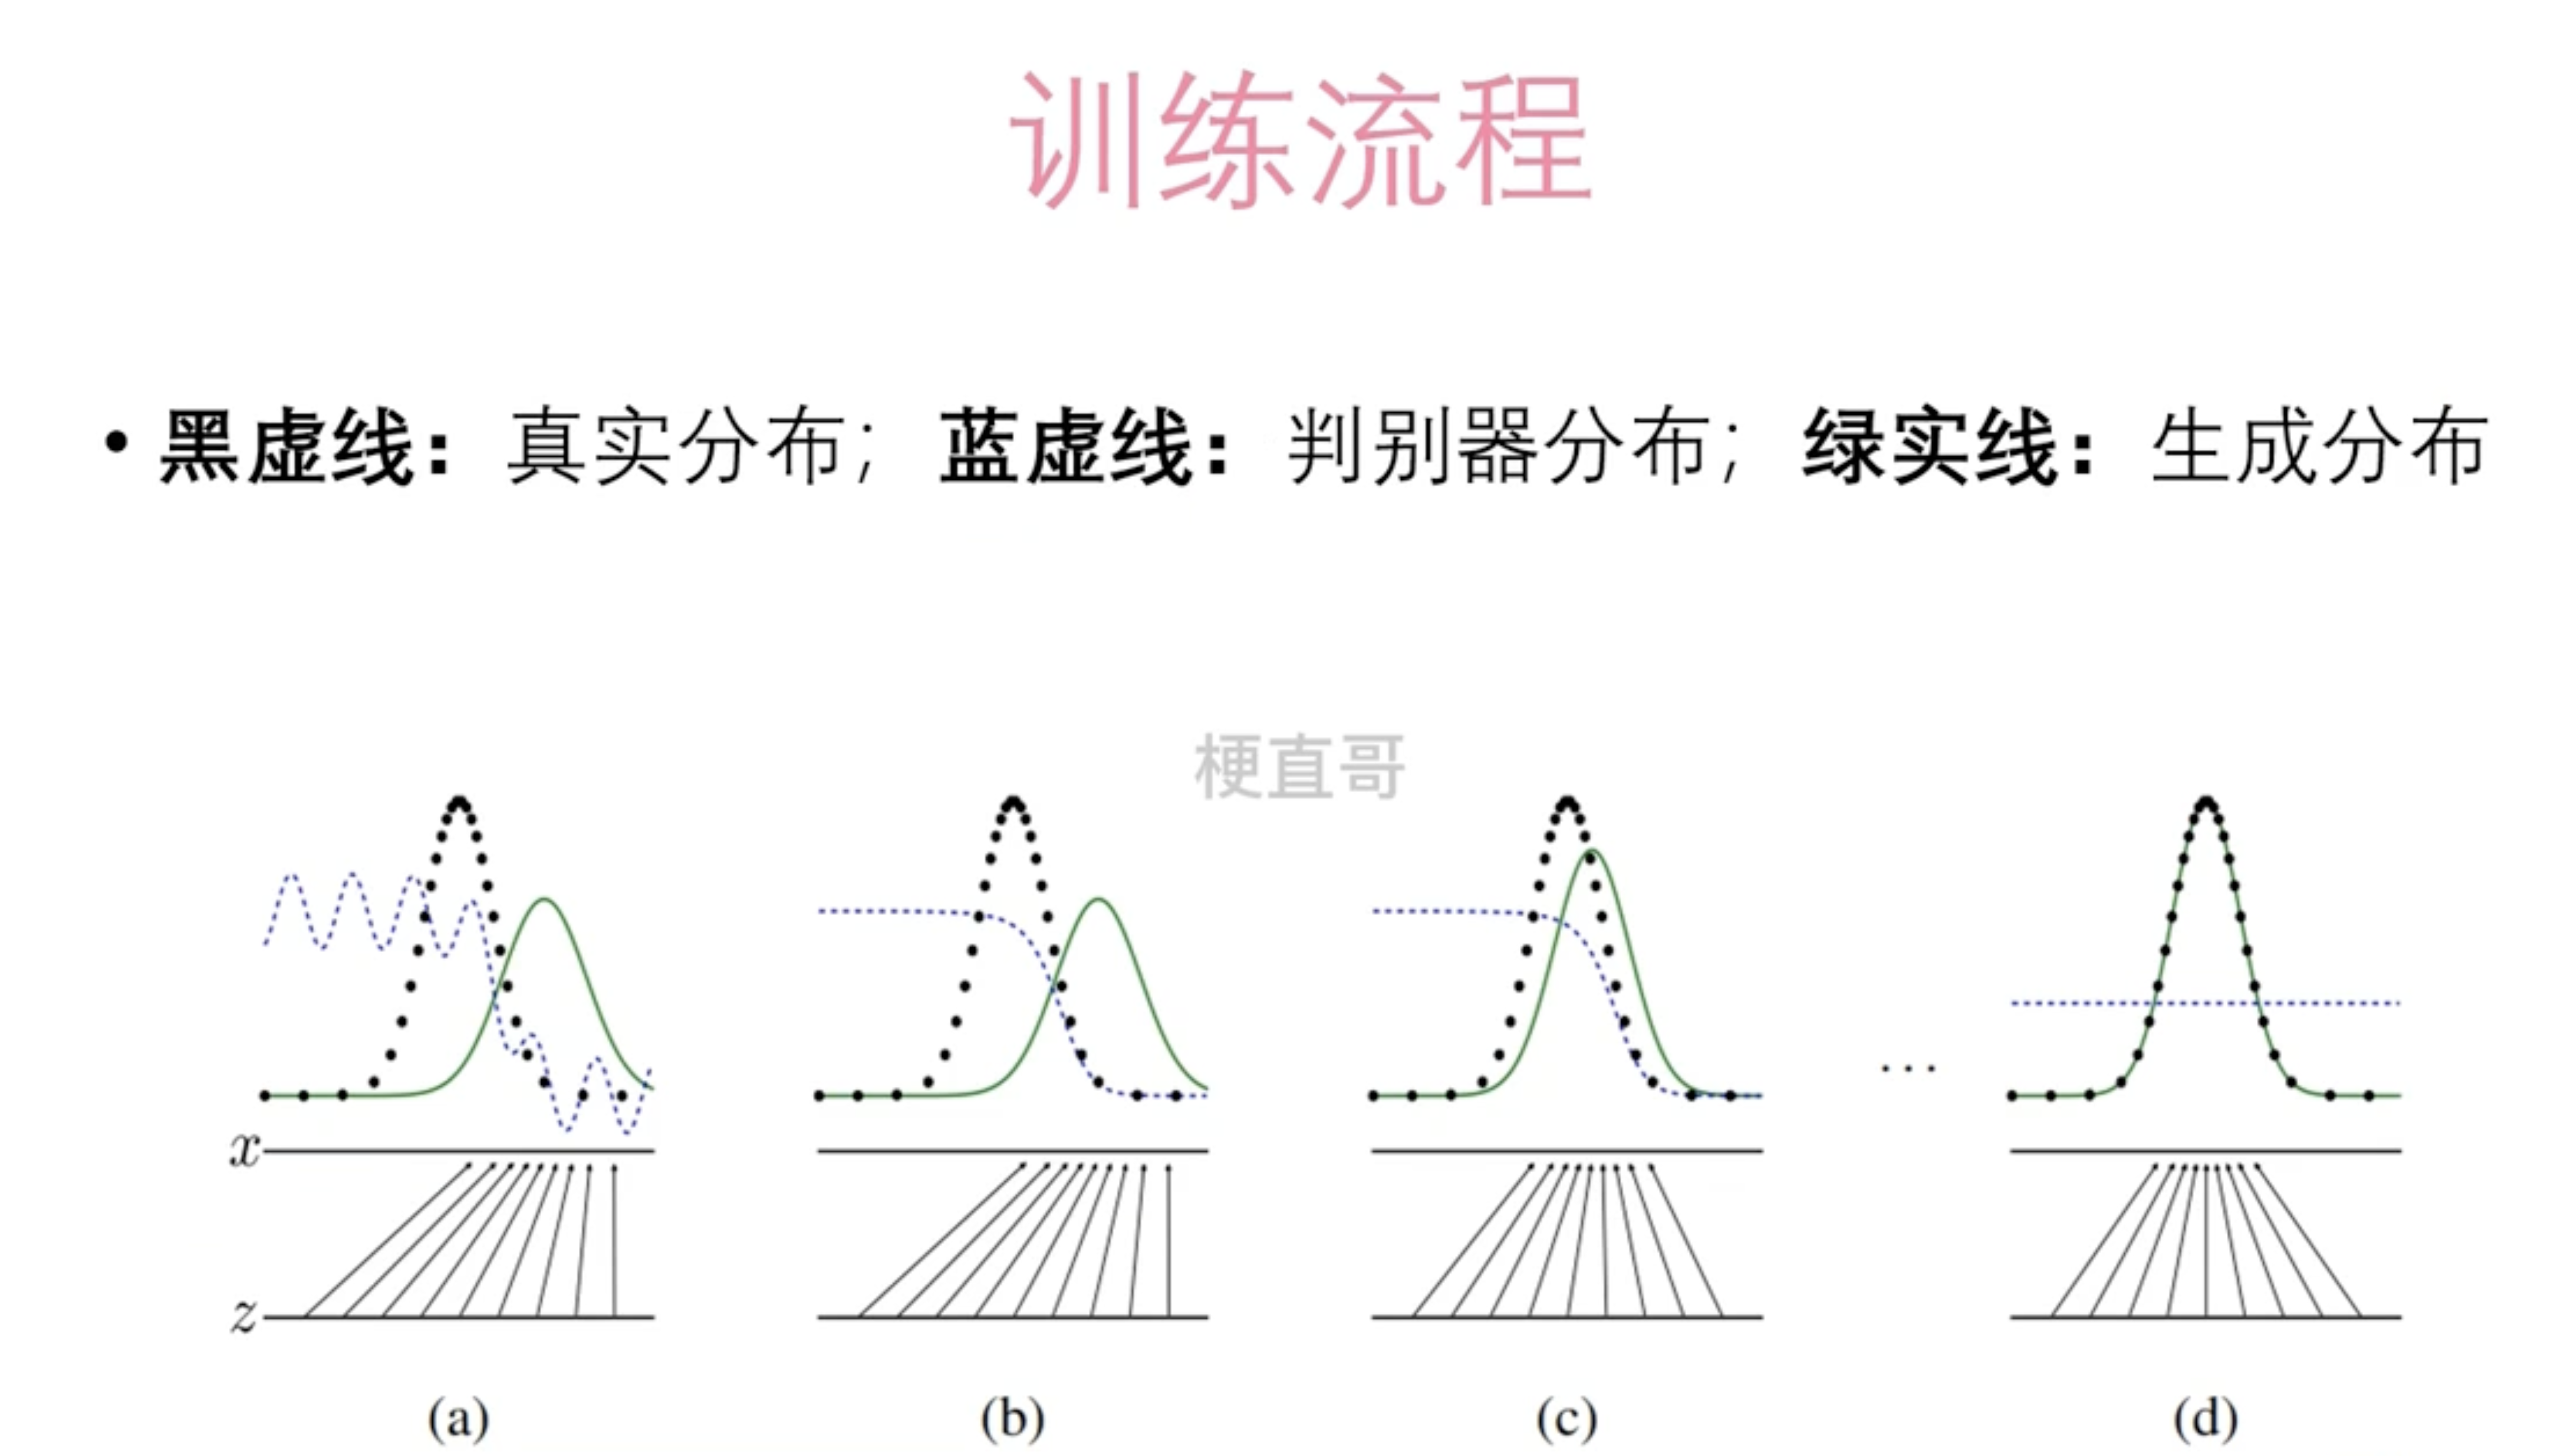 训练流程
• 黑虚线：真实分布；蓝虚线：判别器分布；绿实线：生成分布
梗直哥
...
x
z
(a) (b) (c) (d)